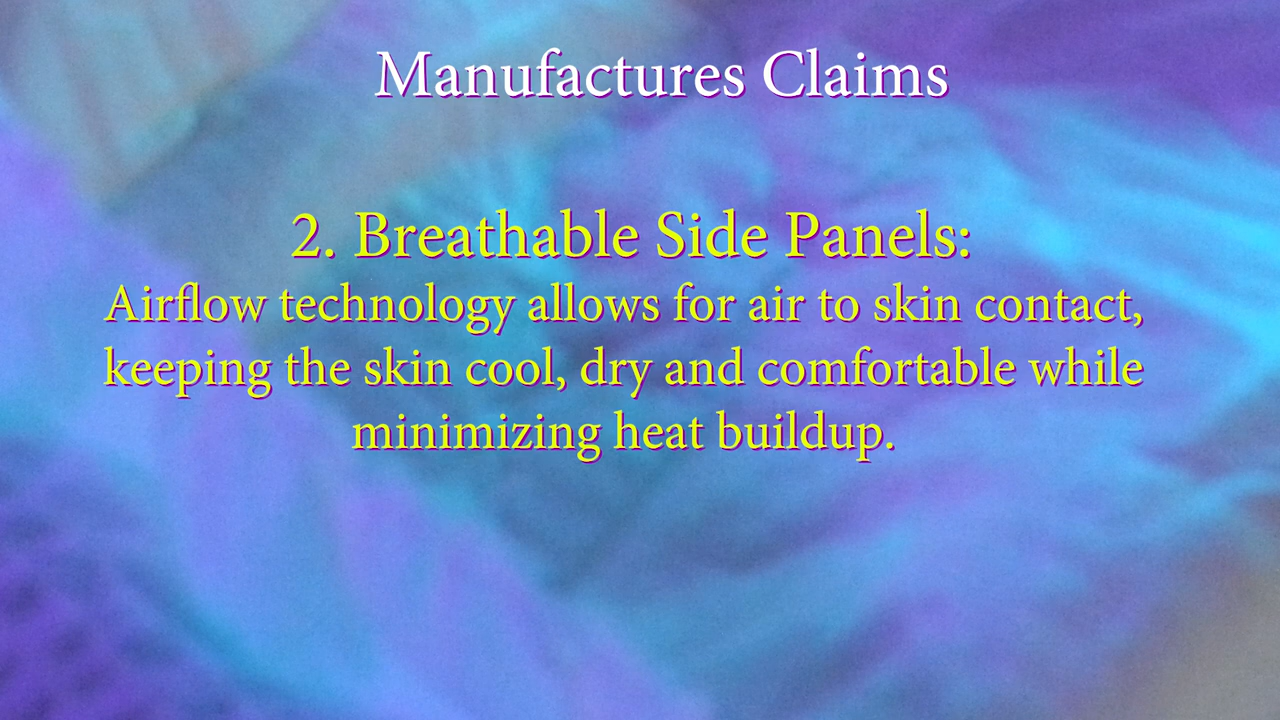 Manufactures Claims
2. Breathable Side Panels:
Airflow technology allows for air to skin contact,
keeping the skin cool, dry and comfortable while
minimizing heat buildup.